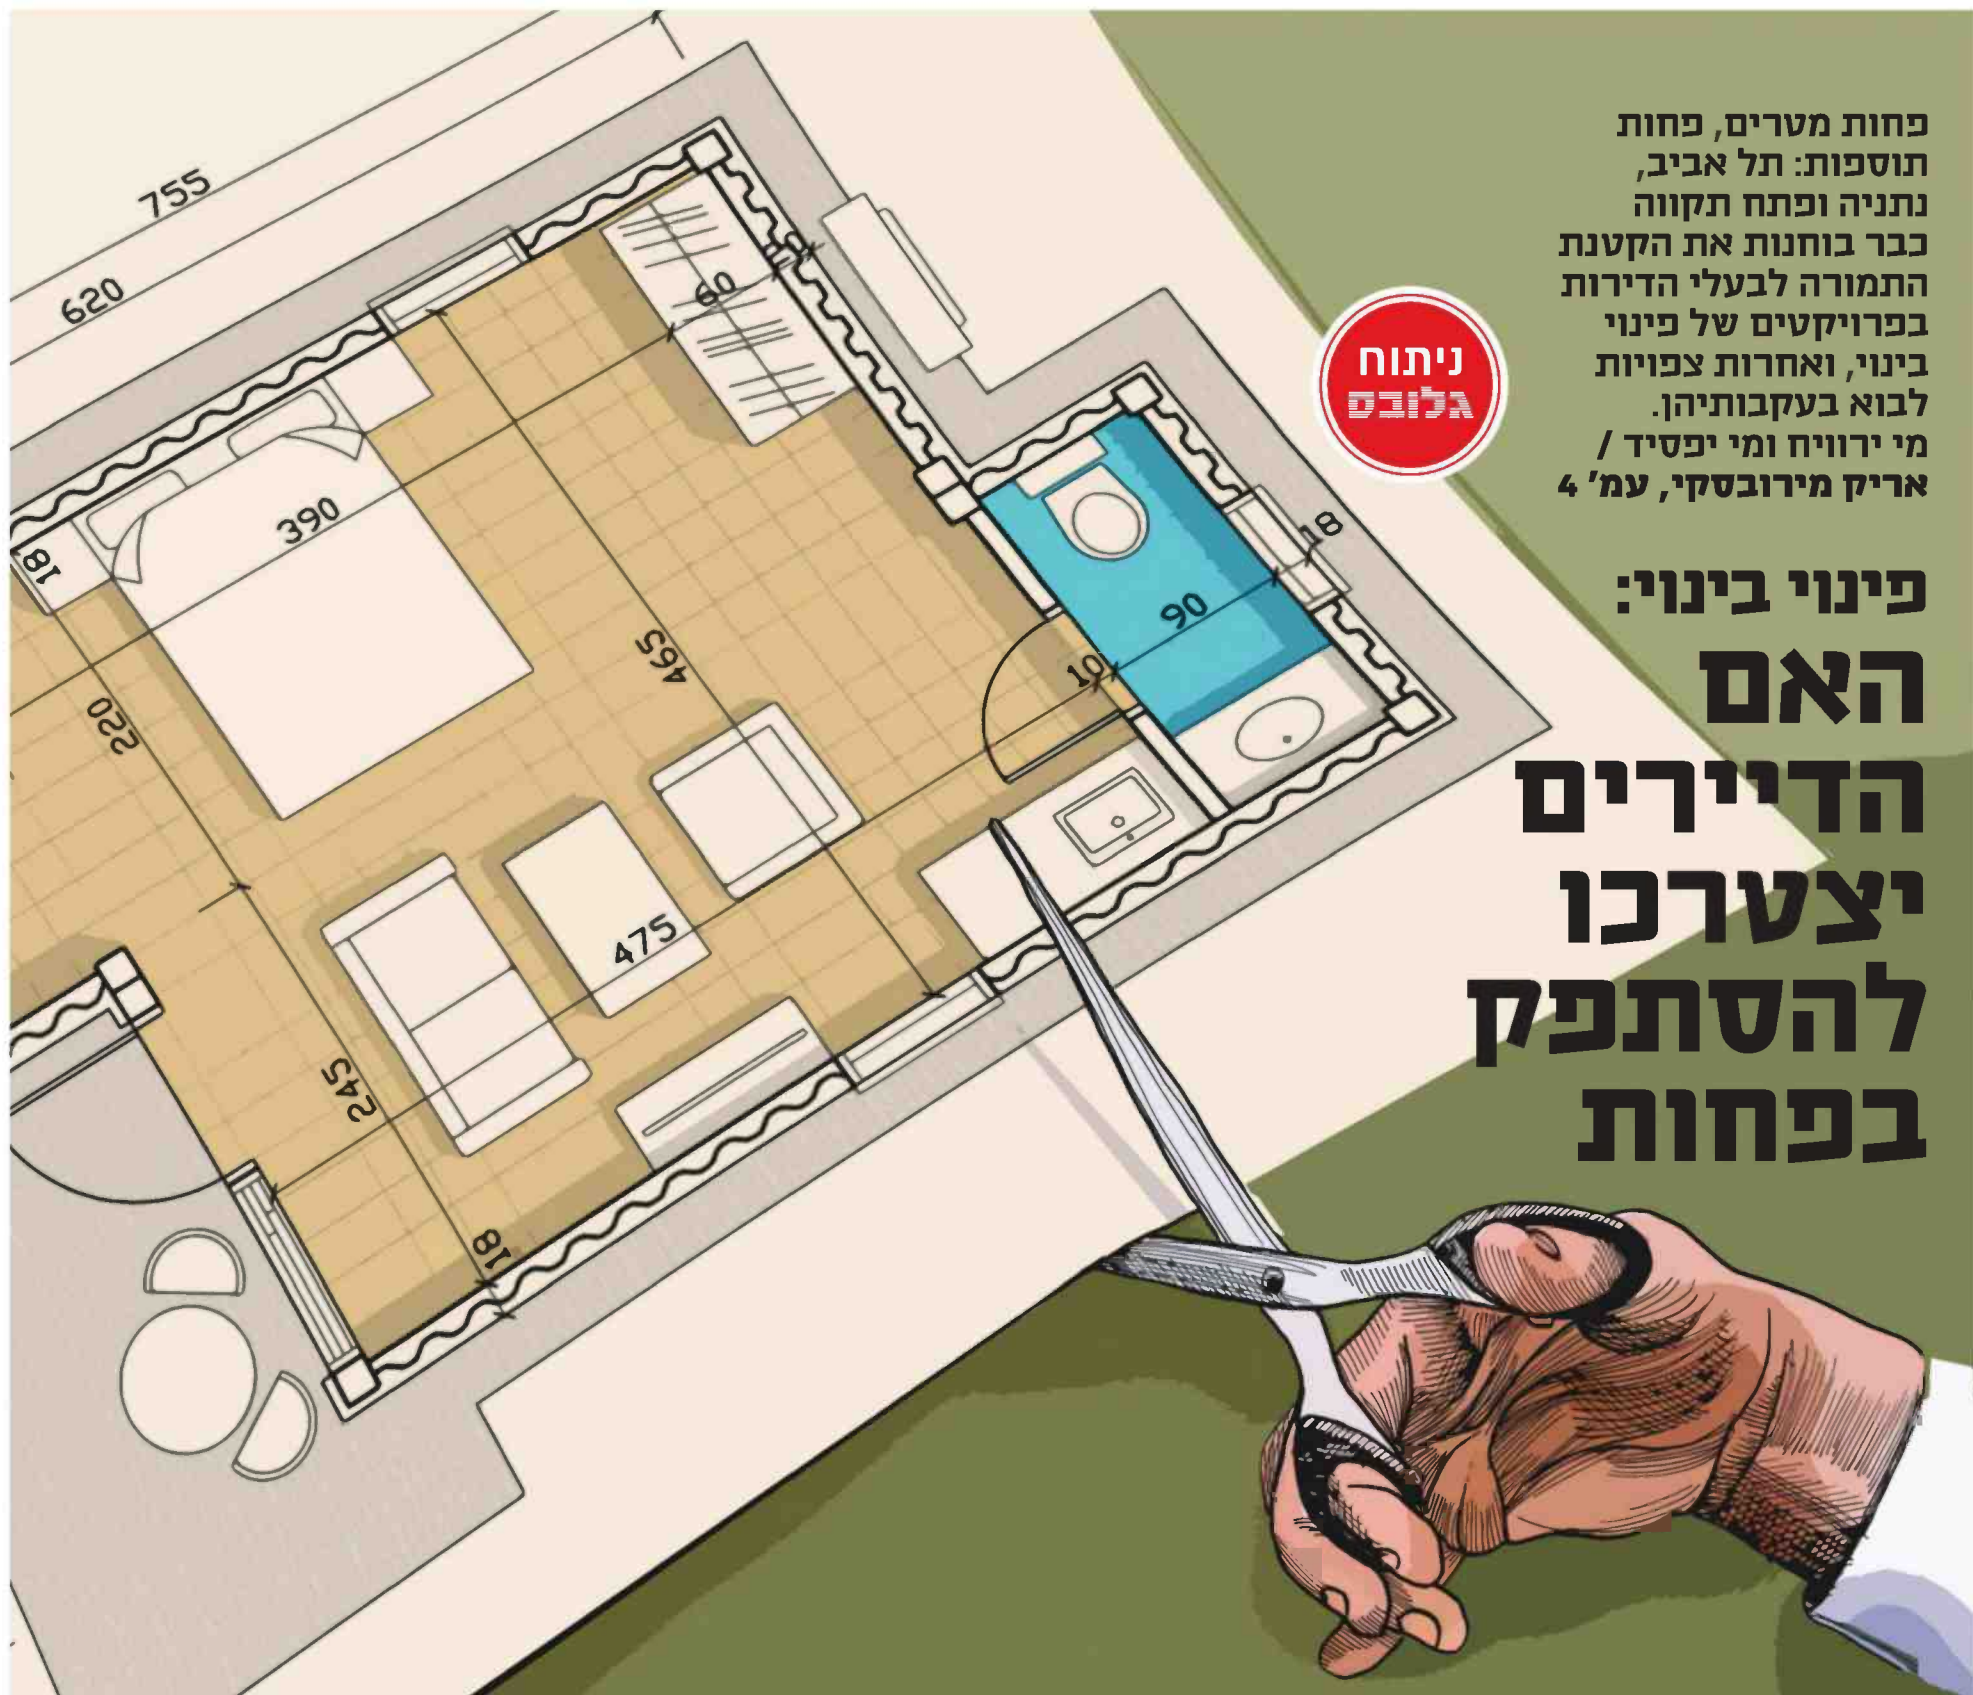 פחות מטרים, פחות
תוספות: תל אביב,
נתניה ופתח תקווה
כבר בוחנות את הקטנת
התמורה לבעלי הדירות
בפרויקטים של פינוי
בינוי, ואחרות צפויות
לבוא בעקבותיהן.
מי ירוויח ומי יפסיד /
אריק מירובסקי, עמ' 4
ניתוח
גלובס
פינוי בינוי:
האם
הדיירים
יצטרכו
להסתפק
בפחות
755
620
60
390
18
18
90
465
10
220
475
245
18